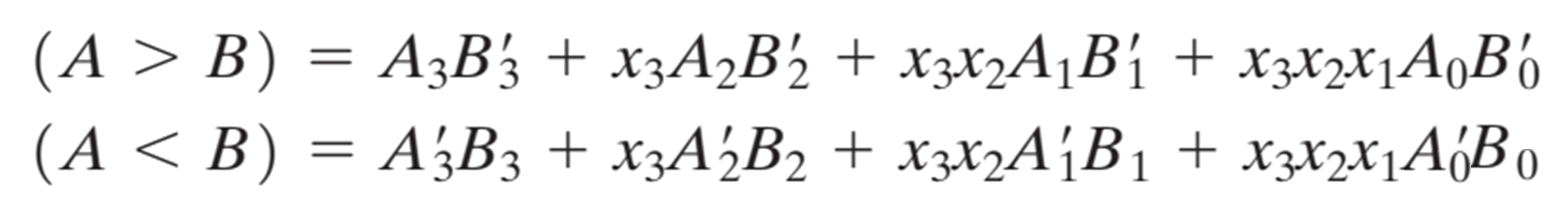 (A > B) = A₃B′₃ + x₃A₂B′₂ + x₃x₂A₁B′₁ + x₃x₂x₁A₀B′₀
(A < B) = A′₃B₃ + x₃A′₂B₂ + x₃x₂A′₁B₁ + x₃x₂x₁A′₀B₀